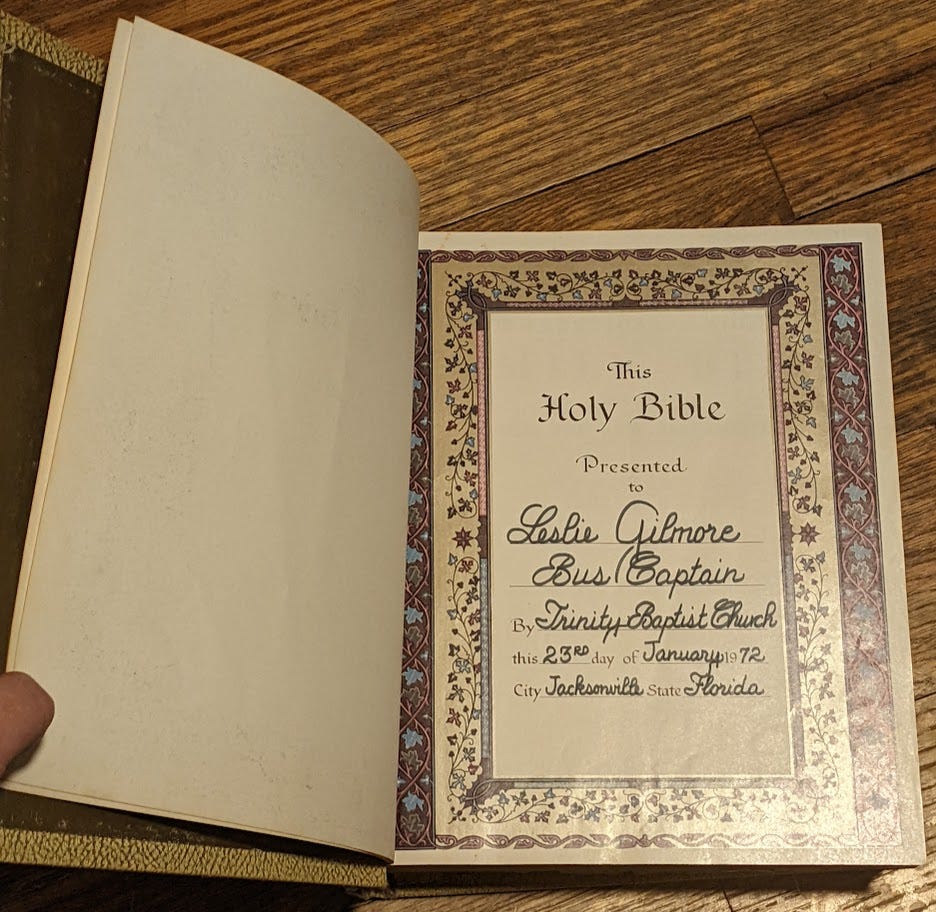 This
Holy Bible
Presented
to
Leslie Gilmore
Bus Captain
By Trinity Baptist Church
this 23RD day of January 1972
City Jacksonville State Florida